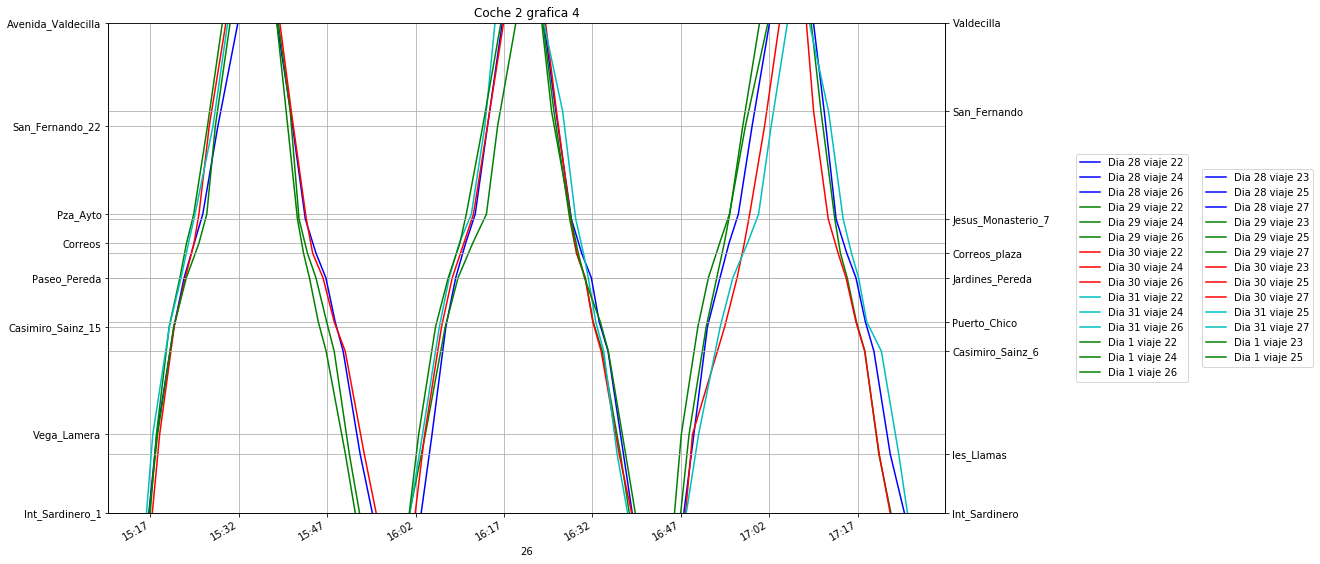 Coche 2 grafica 4
Avenida_Valdecilla
San_Fernando_22
Pza_Ayto
Correos
Paseo_Pereda
Casimiro_Sainz_15
Vega_Lamera
Int_Sardinero_1
Valdecilla
San_Fernando
Jesus_Monasterio_7
Correos_plaza
Jardines_Pereda
Puerto_Chico
Casimiro_Sainz_6
Ies_Llamas
Int_Sardinero
15:17
15:32
15:47
16:02
16:17
16:32
16:47
17:02
17:17
26
Dia 28 viaje 22
Dia 28 viaje 24
Dia 28 viaje 26
Dia 29 viaje 22
Dia 29 viaje 24
Dia 29 viaje 26
Dia 30 viaje 22
Dia 30 viaje 24
Dia 30 viaje 26
Dia 31 viaje 22
Dia 31 viaje 24
Dia 31 viaje 26
Dia 1 viaje 22
Dia 1 viaje 24
Dia 1 viaje 26
Dia 28 viaje 23
Dia 28 viaje 25
Dia 28 viaje 27
Dia 29 viaje 23
Dia 29 viaje 25
Dia 29 viaje 27
Dia 30 viaje 23
Dia 30 viaje 25
Dia 30 viaje 27
Dia 31 viaje 23
Dia 31 viaje 25
Dia 31 viaje 27
Dia 1 viaje 23
Dia 1 viaje 25